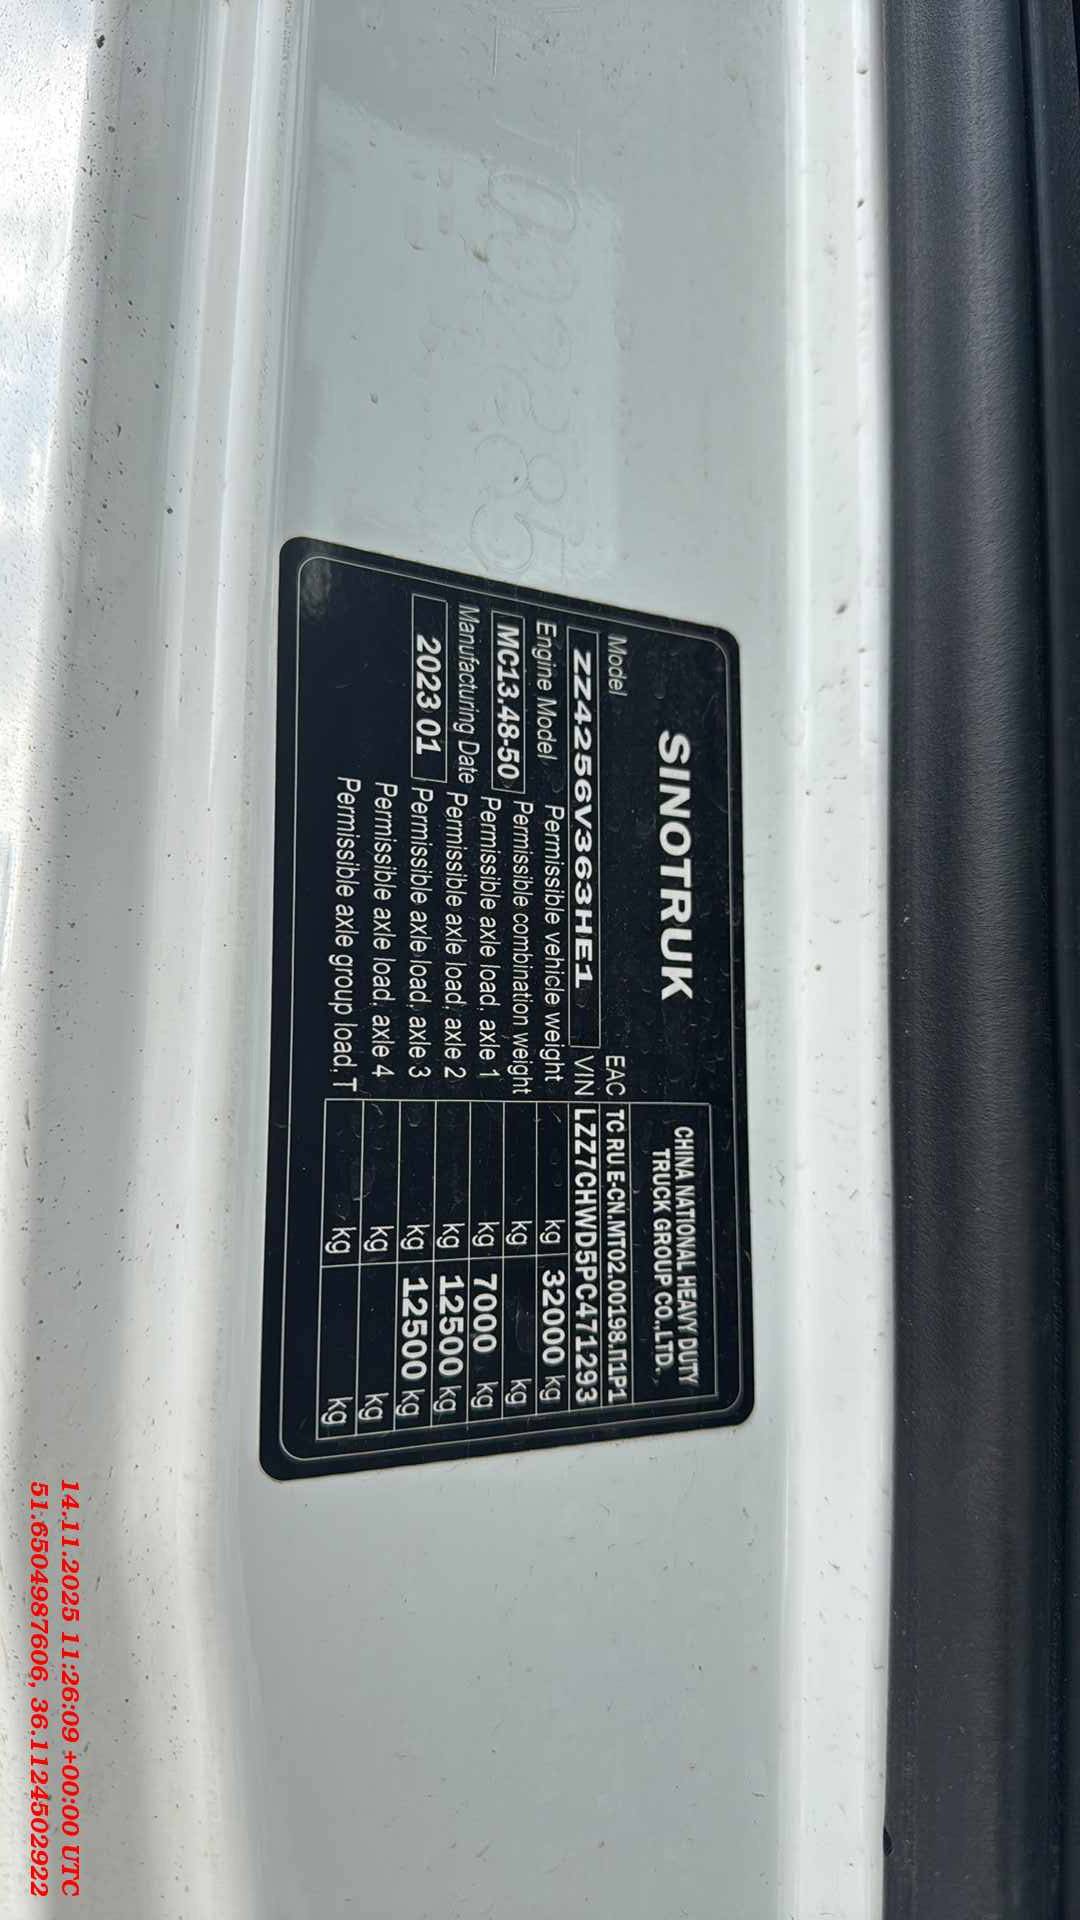 SINOTRUK
CHINA NATIONAL HEAVY DUTY
TRUCK GROUP CO.,LTD.
Model
EAC TC RU E-CN.MT02.00198.П1Р1
ZZ4256V363HE1
VIN LZZ7CHWD5PC471293
Engine Model
Permissible vehicle weight kg 32000 kg
MC13.48-50
Permissible combination weight kg kg
Permissible axle load, axle 1 kg 7000 kg
Manufacturing Date
Permissible axle load, axle 2 kg 12500 kg
2023 01
Permissible axle load, axle 3 kg 12500 kg
Permissible axle load, axle 4 kg kg
Permissible axle group load, T kg kg
14.11.2025 11:26:09 +00:00 UTC
51.6504987606, 36.1124502922